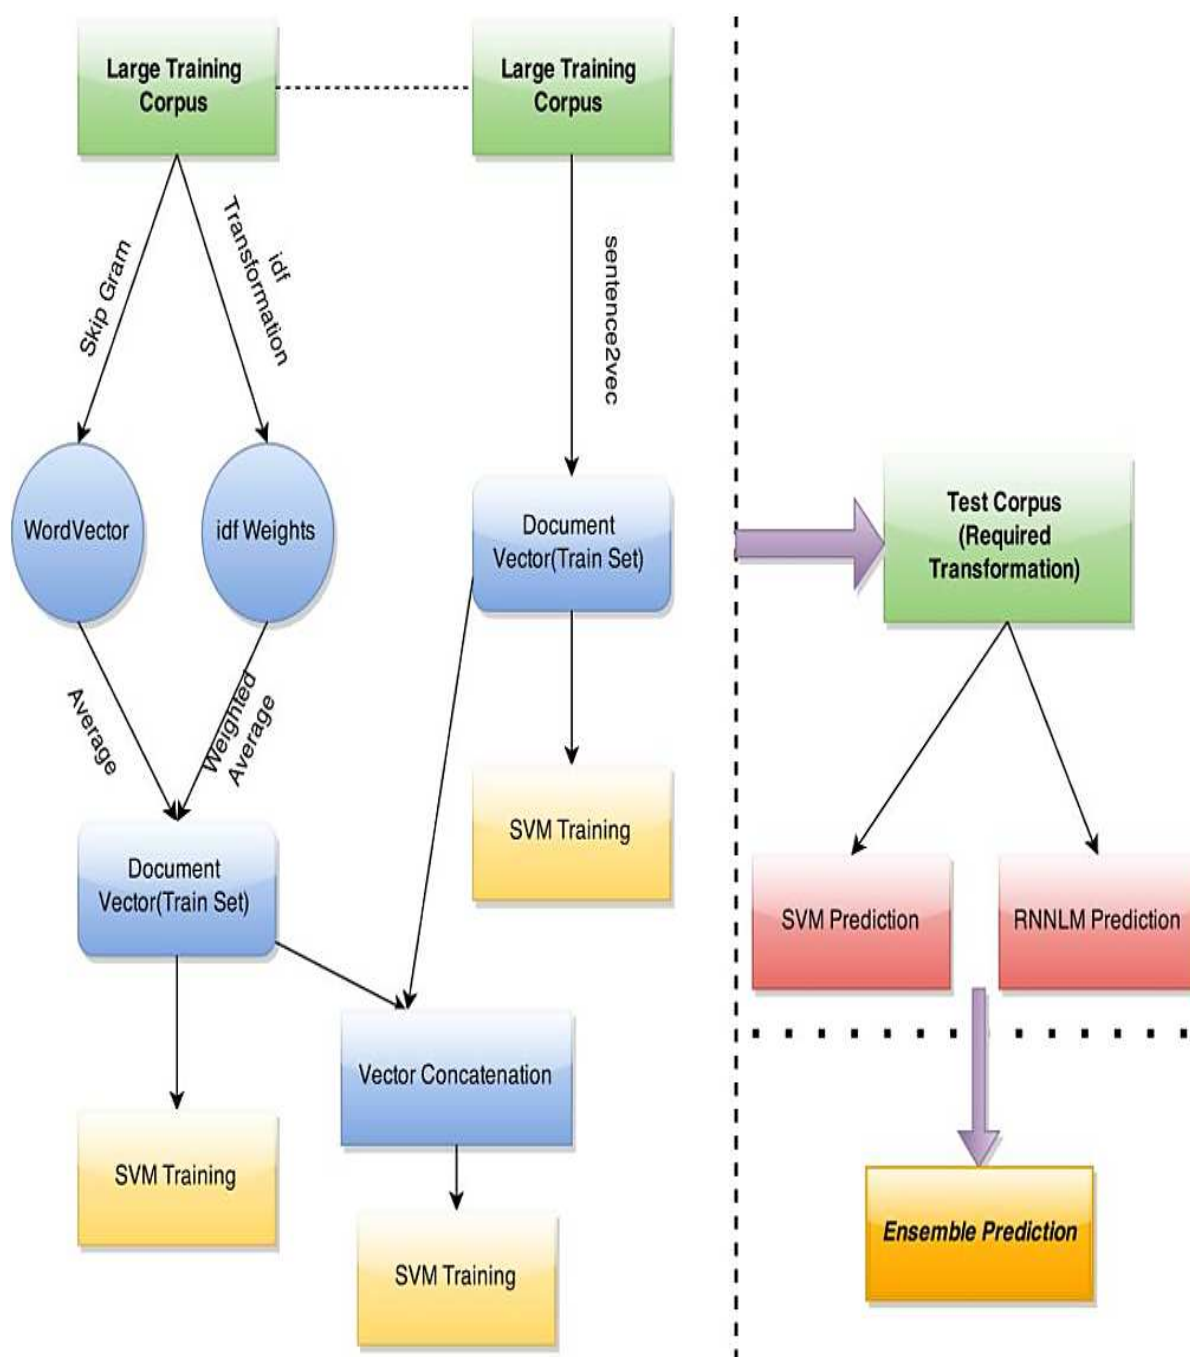 Large Training
Corpus
Large Training
Corpus
Skip Gram
idf
Transformation
sentence2vec
WordVector
idf Weights
Document
Vector(Train Set)
Test Corpus
(Required
Transformation)
Average
Weighted
Average
SVM Training
Document
Vector(Train Set)
SVM Prediction
RNNLM Prediction
Vector Concatenation
SVM Training
SVM Training
Ensemble Prediction